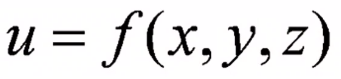 u = f(x, y, z)